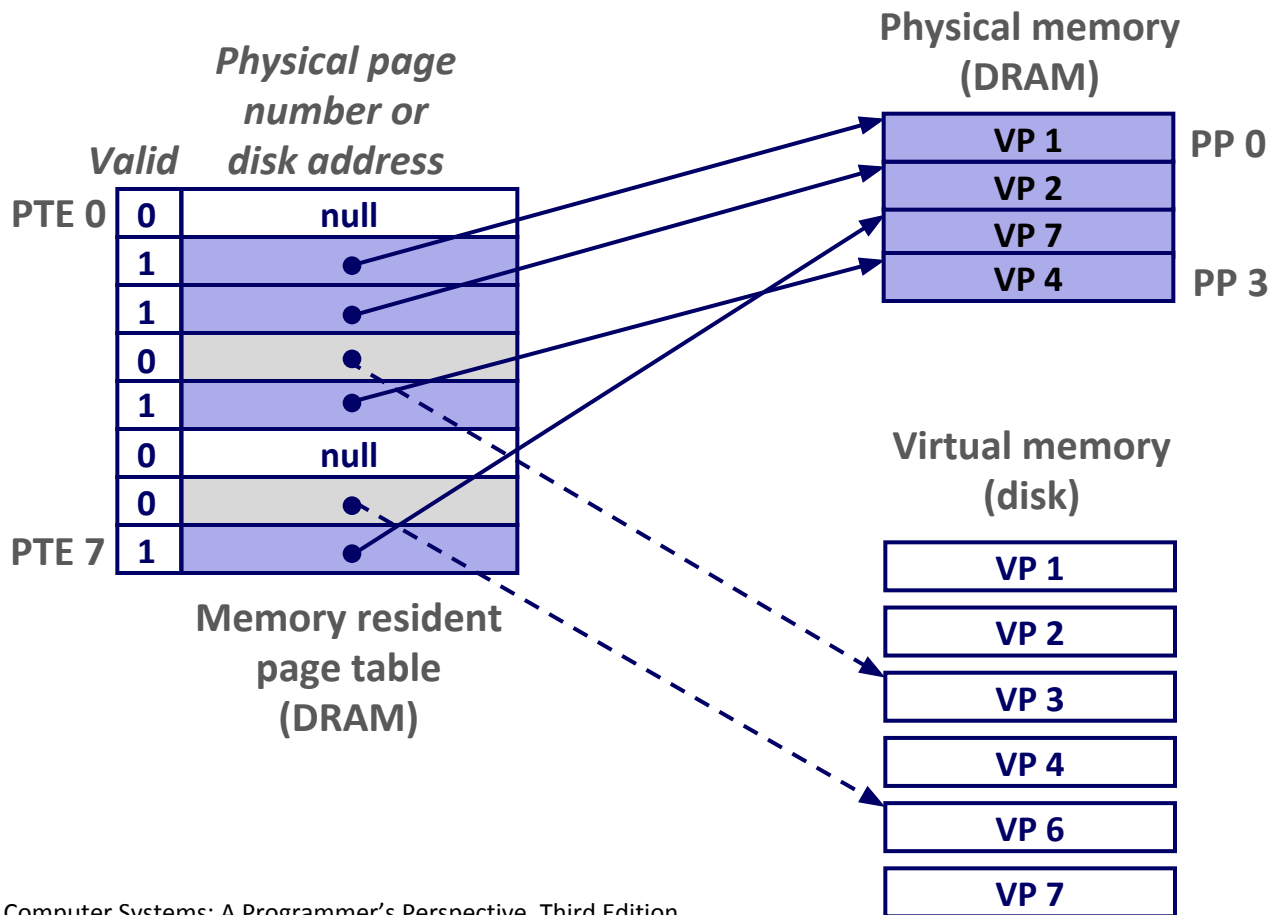 Physical memory
(DRAM)
Physical page
number or
disk address
Valid
PTE 0
0
null
1
1
0
1
0
null
0
PTE 7
1
Memory resident
page table
(DRAM)
VP 1
PP 0
VP 2
VP 7
VP 4
PP 3
Virtual memory
(disk)
VP 1
VP 2
VP 3
VP 4
VP 6
VP 7
Computer Systems: A Programmer's Perspective, Third Edition